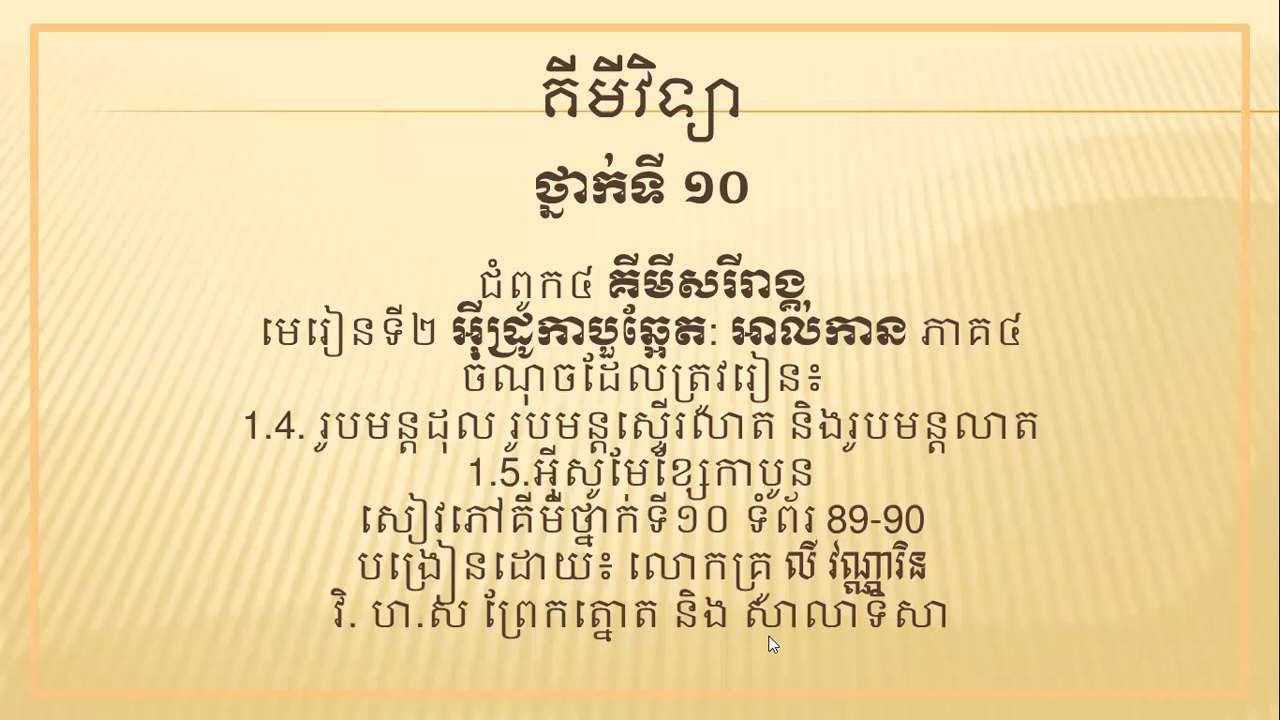 គីមីវិទ្យា
ថ្នាក់ទី ១០
ជំពូក៤ គីមីសរីរាង្គ
មេរៀនទី២ អ៊ីដ្រូកាបួឆ្អែត: អាល់កាន ភាគ៤
ចំណុចដែលត្រូវរៀន៖
1.4. រូបមន្តដុល រូបមន្តស្ទើរលាត និងរូបមន្តលាត
1.5.អ៊ីសូមែខ្សែកាបូន
សៀវភៅគីមីថ្នាក់ទី១០ ទំព័រ 89-90
បង្រៀនដោយ៖ លោកគ្រូ លី វណ្ណារិន
វិ. ហ.ស ព្រែកត្នោត និង សាលាទីសា